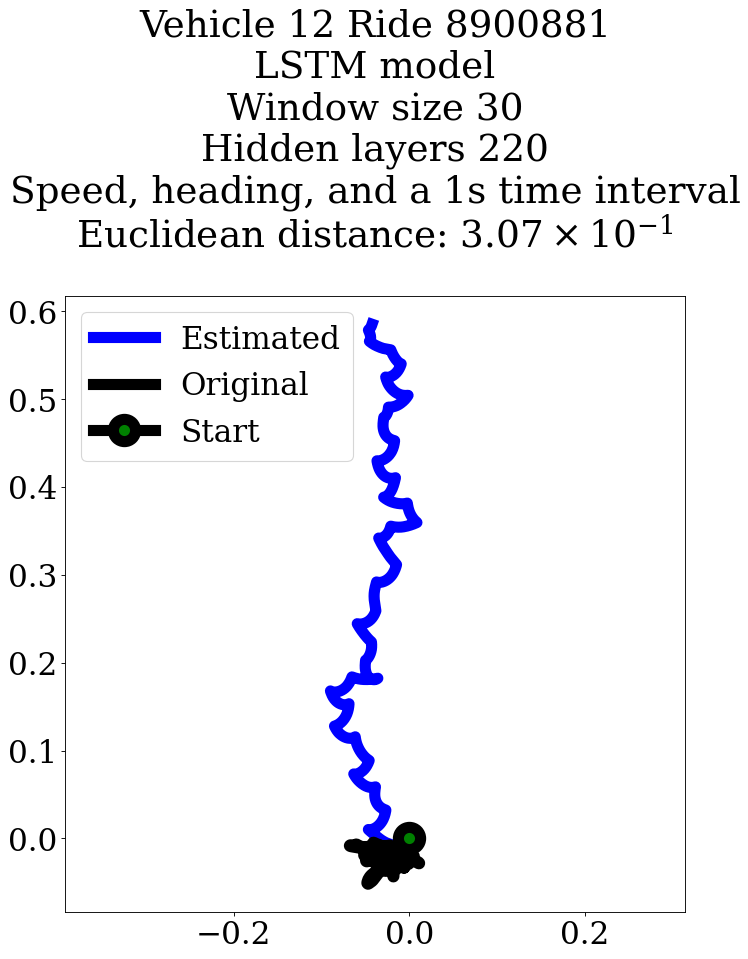 Vehicle 12 Ride 8900881
LSTM model
Window size 30
Hidden layers 220
Speed, heading, and a 1s time interval
Euclidean distance: 3.07 × 10⁻¹
Estimated
Original
Start
0.6
0.5
0.4
0.3
0.2
0.1
0.0
−0.2
0.0
0.2